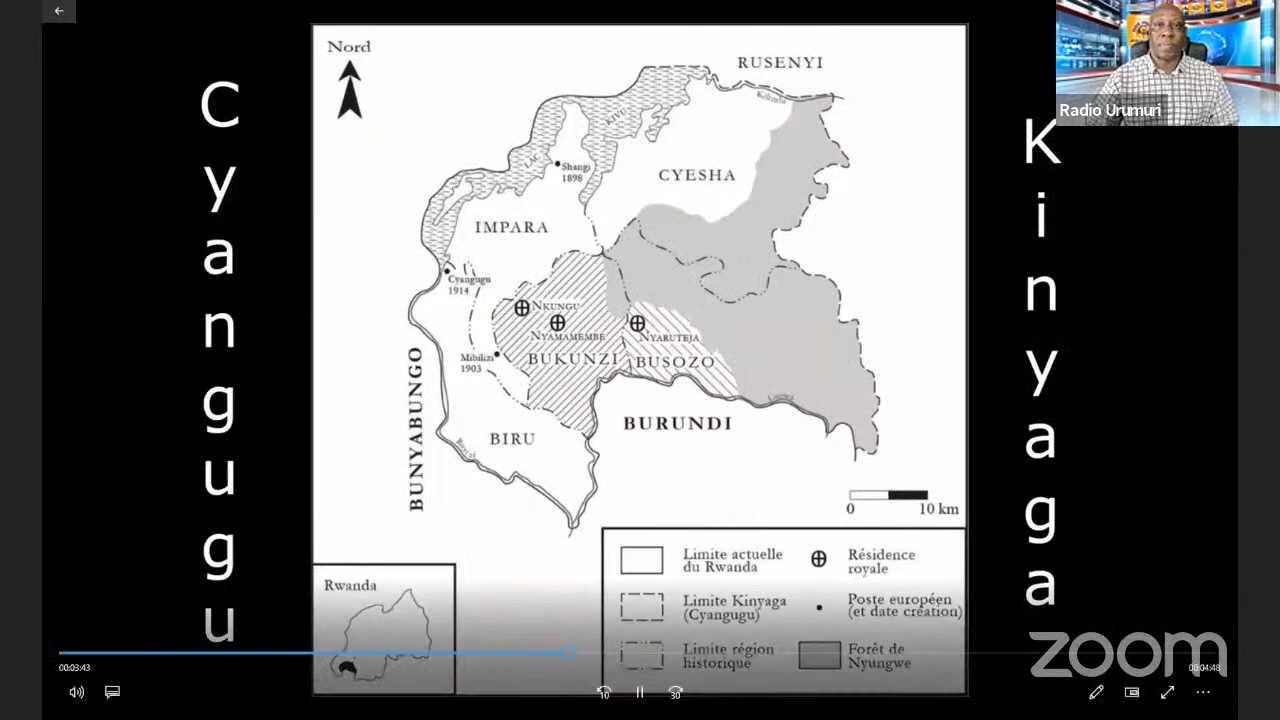 Cyangugu
Kinyaga
Nord
RUSENYI
Kilimbi
KIVU
LAC
Shangi
1898
CYESHA
IMPARA
Cyangugu
1914
NKUNGU
NYAMAMEMBE
NYARUTEJA
Mibilizi
1903
BUKUNZI
BUSOZO
BUNYABUNGO
BIRU
BURUNDI
0 10 km
Limite actuelle
du Rwanda
Résidence
royale
Limite Kinyaga
(Cyangugu)
Poste européen
(et date création)
Limite région
historique
Forêt de
Nyungwe
Rwanda
Radio Urumuri
zoom
00:03:43
00:04:48
10
30